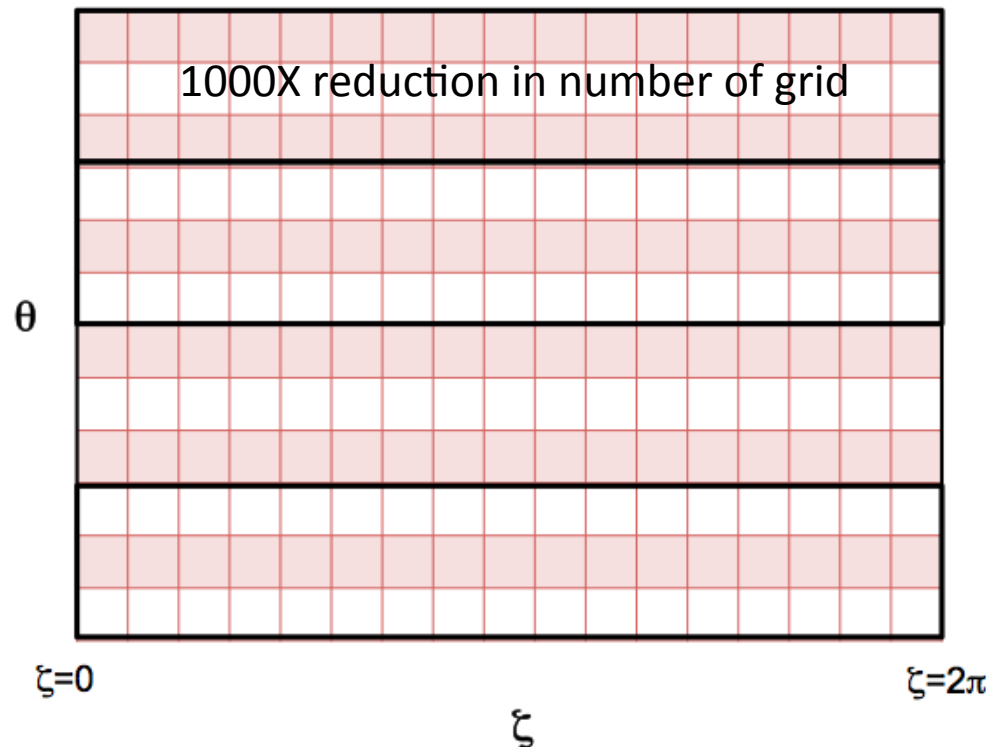 1000X reduction in number of grid
θ
ζ=0
ζ=2π
ζ